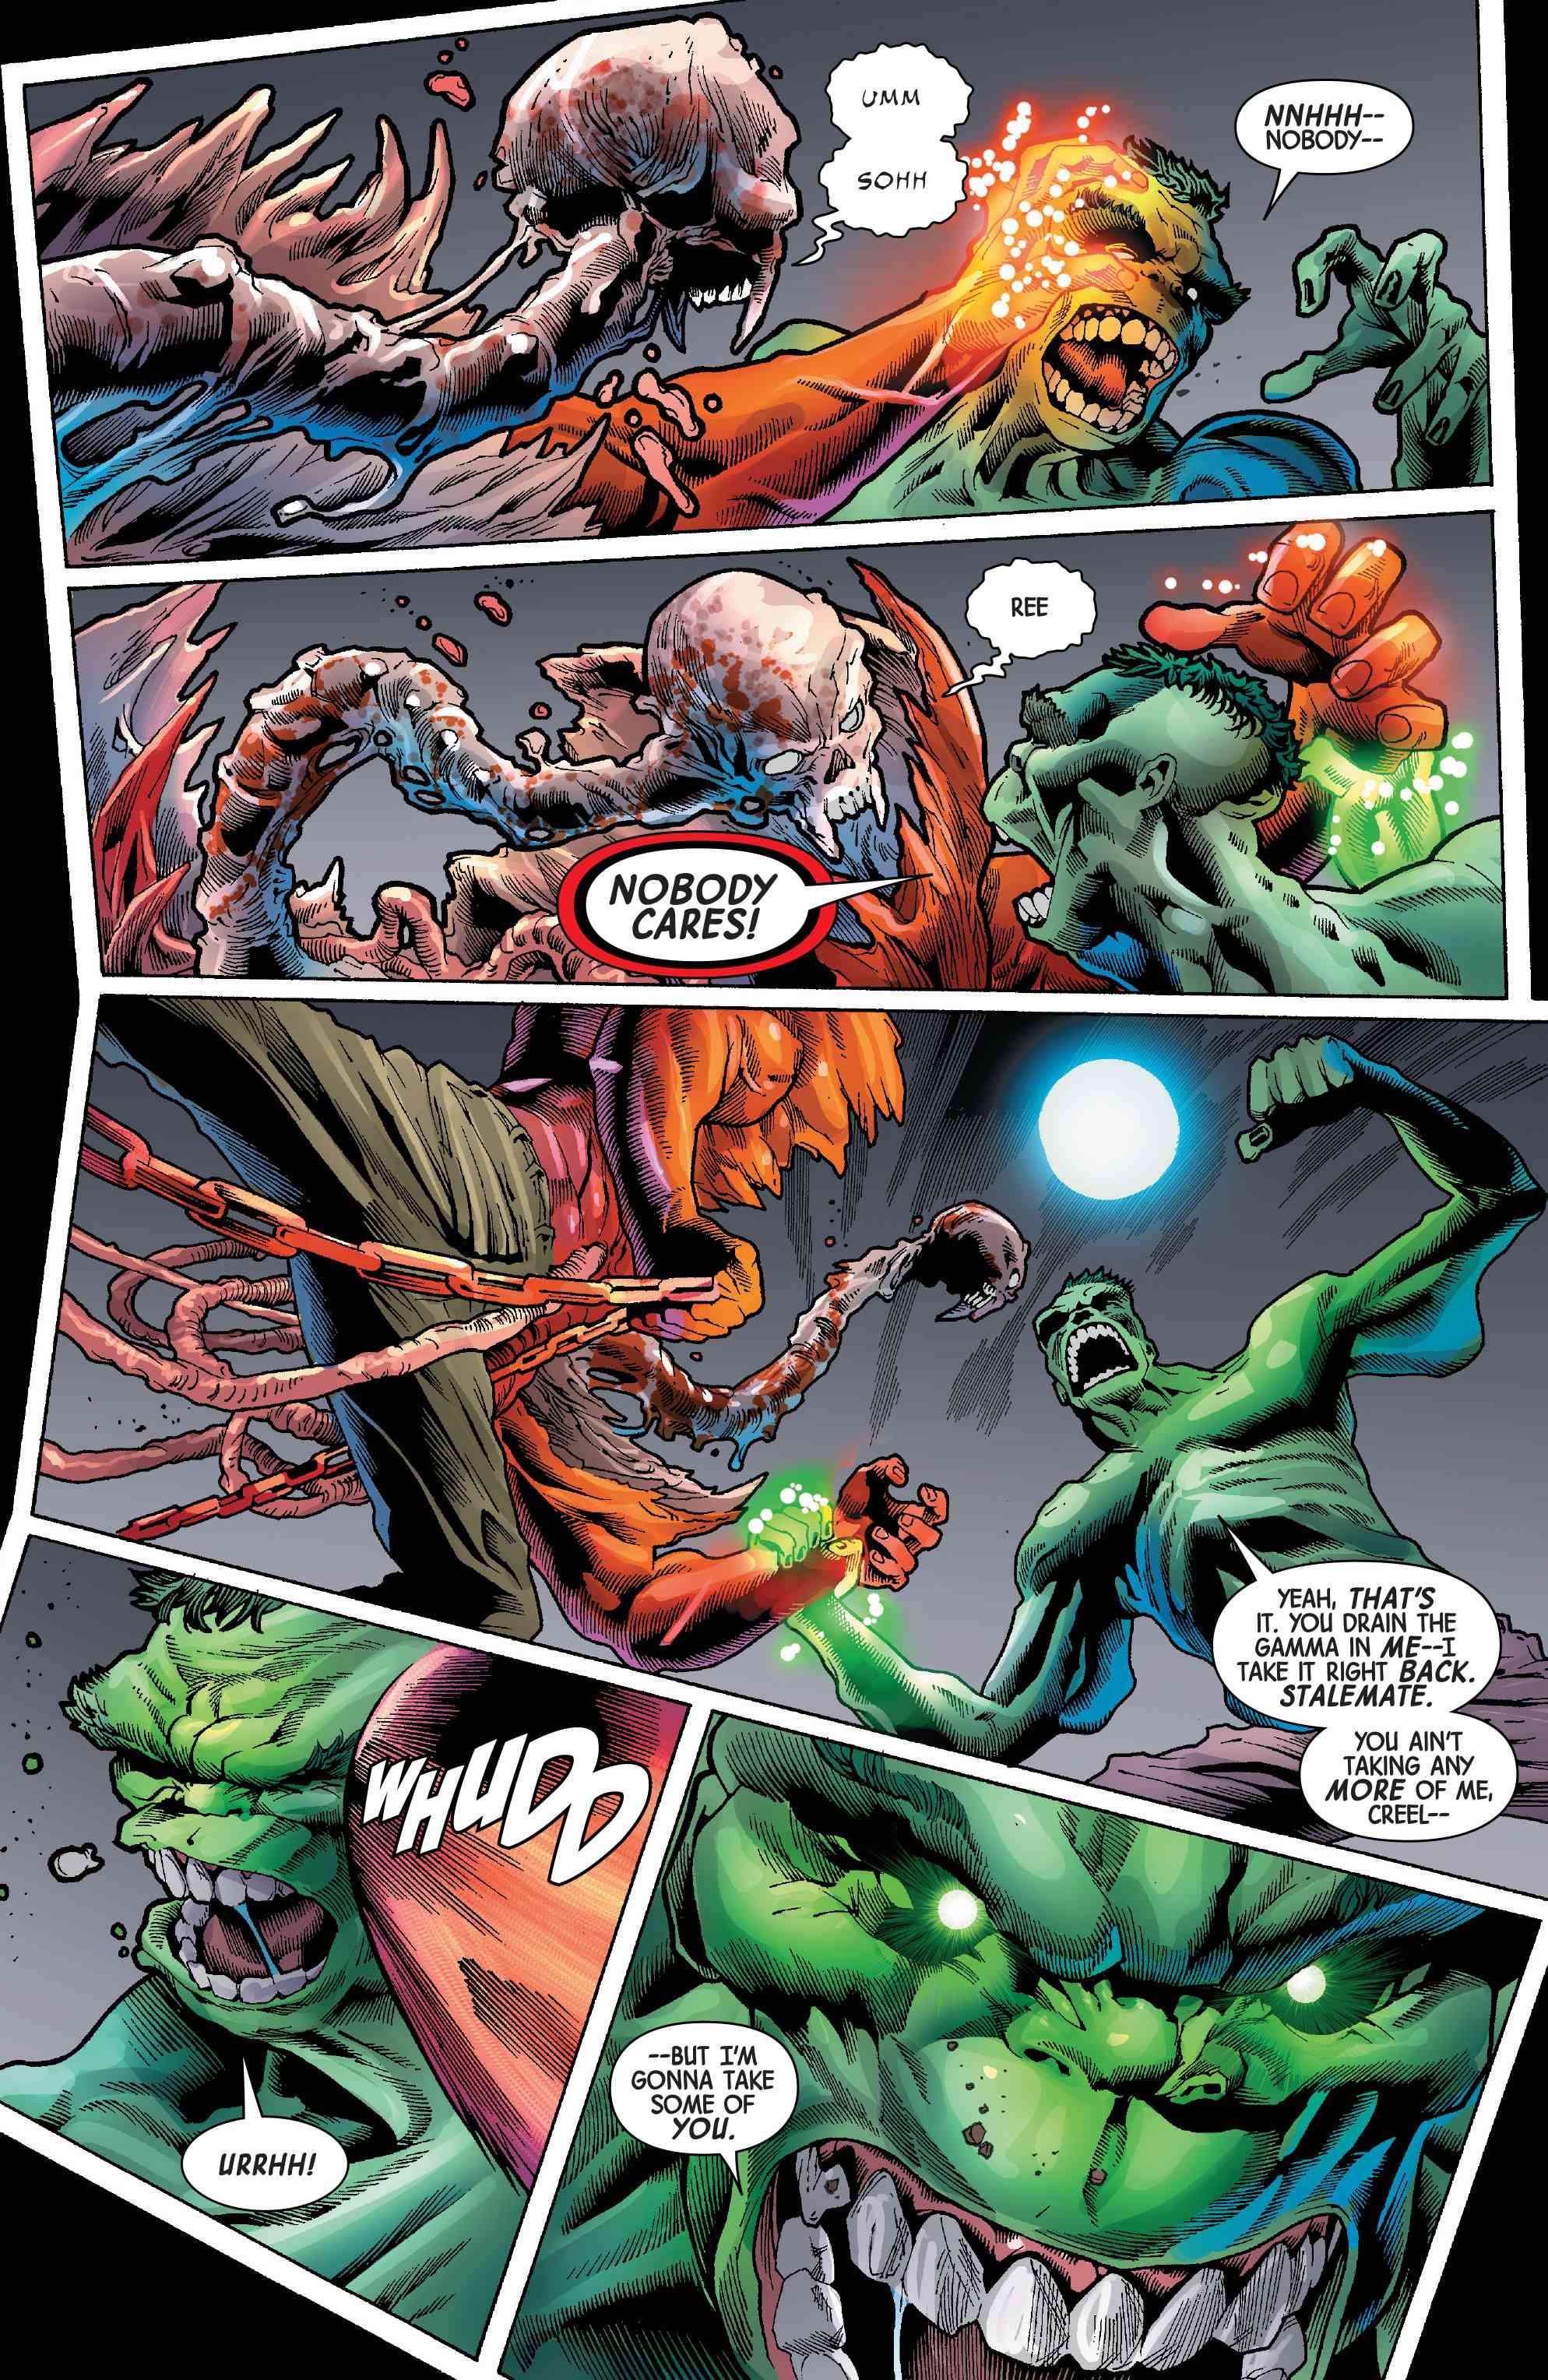 UMM
SOHH
NNHHH--
NOBODY--
REE
NOBODY
CARES!
YEAH, THAT'S
IT. YOU DRAIN THE
GAMMA IN ME--I
TAKE IT RIGHT BACK.
STALEMATE.
YOU AIN'T
TAKING ANY
MORE OF ME,
CREEL--
WHUDD
URRHH!
--BUT I'M
GONNA TAKE
SOME OF
YOU.